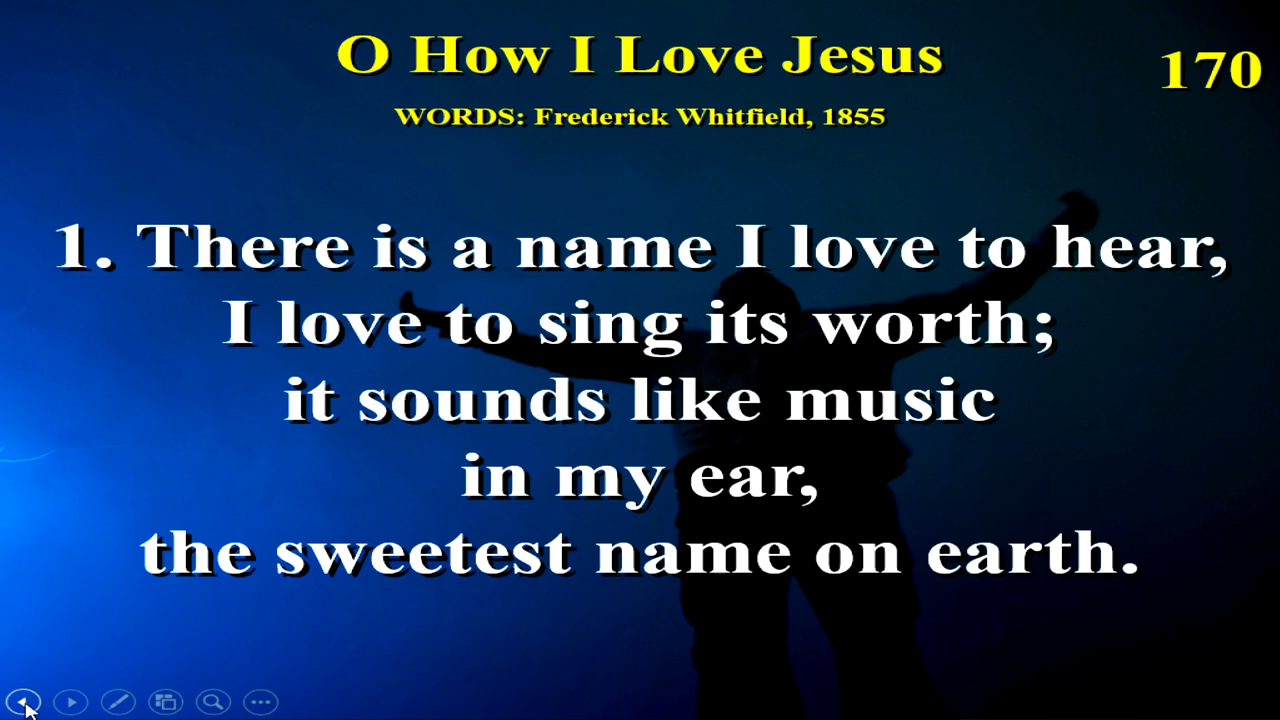 O How I Love Jesus
170
WORDS: Frederick Whitfield, 1855
1. There is a name I love to hear,
I love to sing its worth;
it sounds like music
in my ear,
the sweetest name on earth.